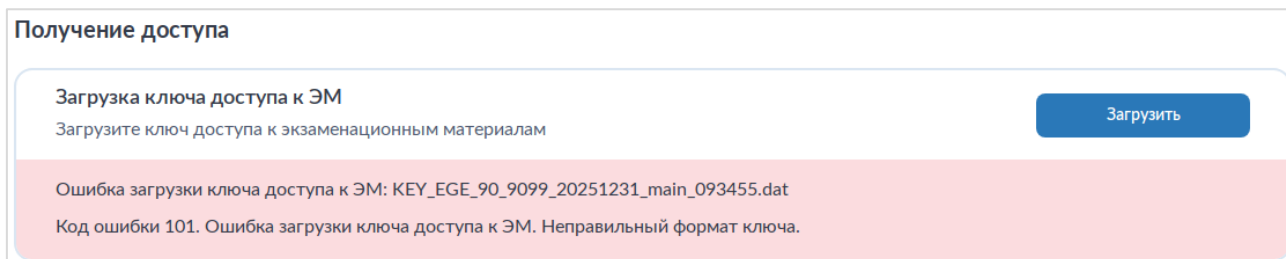 Получение доступа
Загрузка ключа доступа к ЭМ
Загрузите ключ доступа к экзаменационным материалам
Загрузить
Ошибка загрузки ключа доступа к ЭМ: KEY_EGE_90_9099_20251231_main_093455.dat
Код ошибки 101. Ошибка загрузки ключа доступа к ЭМ. Неправильный формат ключа.